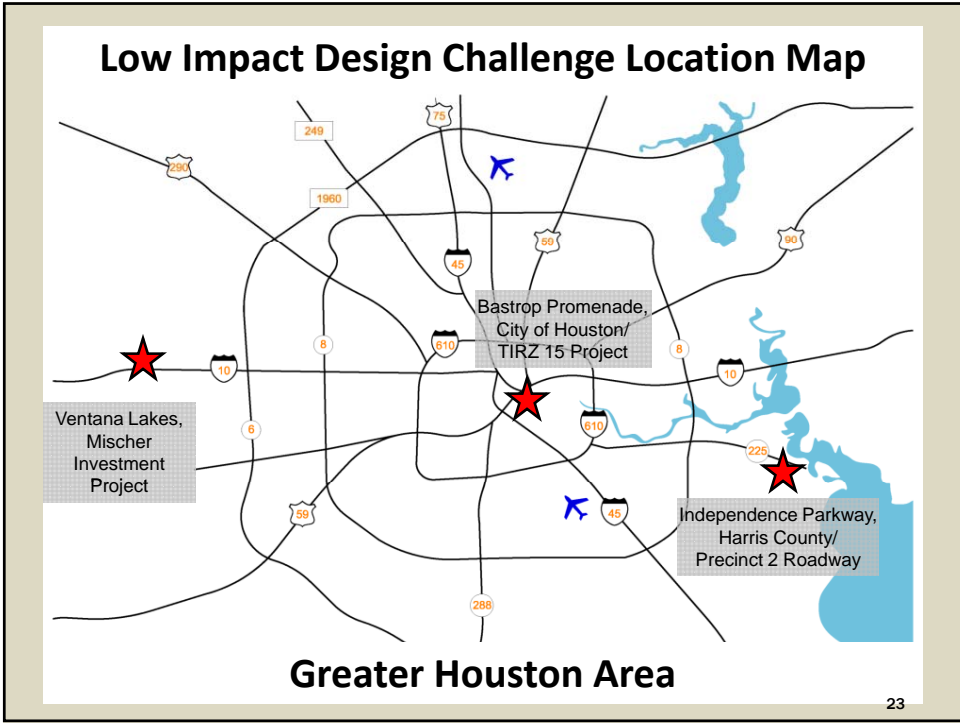 Low Impact Design Challenge Location Map
75
249
290
1960
59
90
45
Bastrop Promenade,
City of Houston/
TIRZ 15 Project
8
610
8
10
10
Ventana Lakes,
Mischer
Investment
Project
6
610
225
59
45
Independence Parkway,
Harris County/
Precinct 2 Roadway
288
Greater Houston Area
23